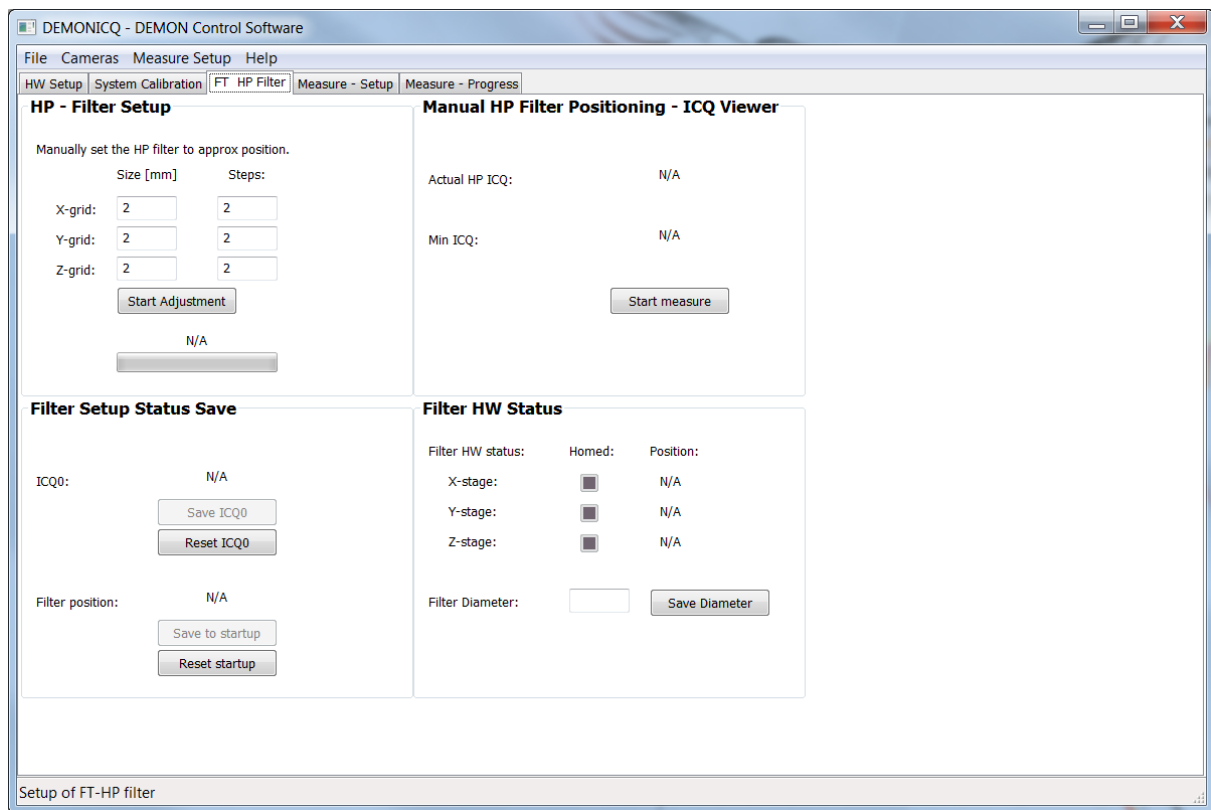 DEMONICQ - DEMON Control Software
File Cameras Measure Setup Help
HW Setup System Calibration FT HP Filter Measure - Setup Measure - Progress
HP - Filter Setup
Manually set the HP filter to approx position.
Size [mm] Steps:
X-grid: 2 2
Y-grid: 2 2
Z-grid: 2 2
Start Adjustment
N/A
Manual HP Filter Positioning - ICQ Viewer
Actual HP ICQ: N/A
Min ICQ: N/A
Start measure
Filter Setup Status Save
ICQ0: N/A
Save ICQ0
Reset ICQ0
Filter position: N/A
Save to startup
Reset startup
Filter HW Status
Filter HW status: Homed: Position:
X-stage: N/A
Y-stage: N/A
Z-stage: N/A
Filter Diameter: Save Diameter
Setup of FT-HP filter